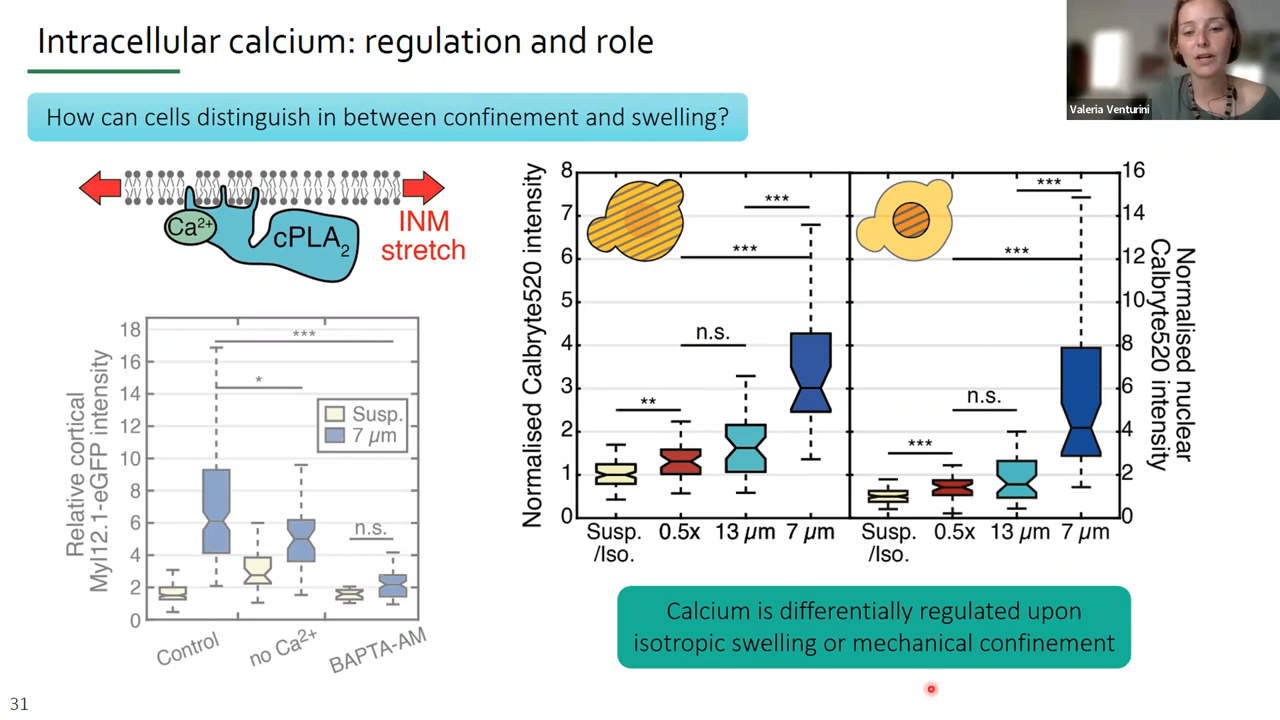 Intracellular calcium: regulation and role
Valeria Venturini
How can cells distinguish in between confinement and swelling?
Ca²⁺
cPLA₂
INM
stretch
Relative cortical
Myl12.1-eGFP intensity
18
16
14
12
10
8
6
4
2
0
***
*
n.s.
Susp.
7 µm
Control
no Ca²⁺
BAPTA-AM
Normalised Calbryte520 intensity
8
7
6
5
4
3
2
1
0
***
***
n.s.
**
Susp.
/Iso.
0.5x
13 µm
7 µm
***
***
n.s.
***
Susp.
/Iso.
0.5x
13 µm
7 µm
16
14
12
10
8
6
4
2
0
Normalised nuclear
Calbryte520 intensity
Calcium is differentially regulated upon
isotropic swelling or mechanical confinement
31